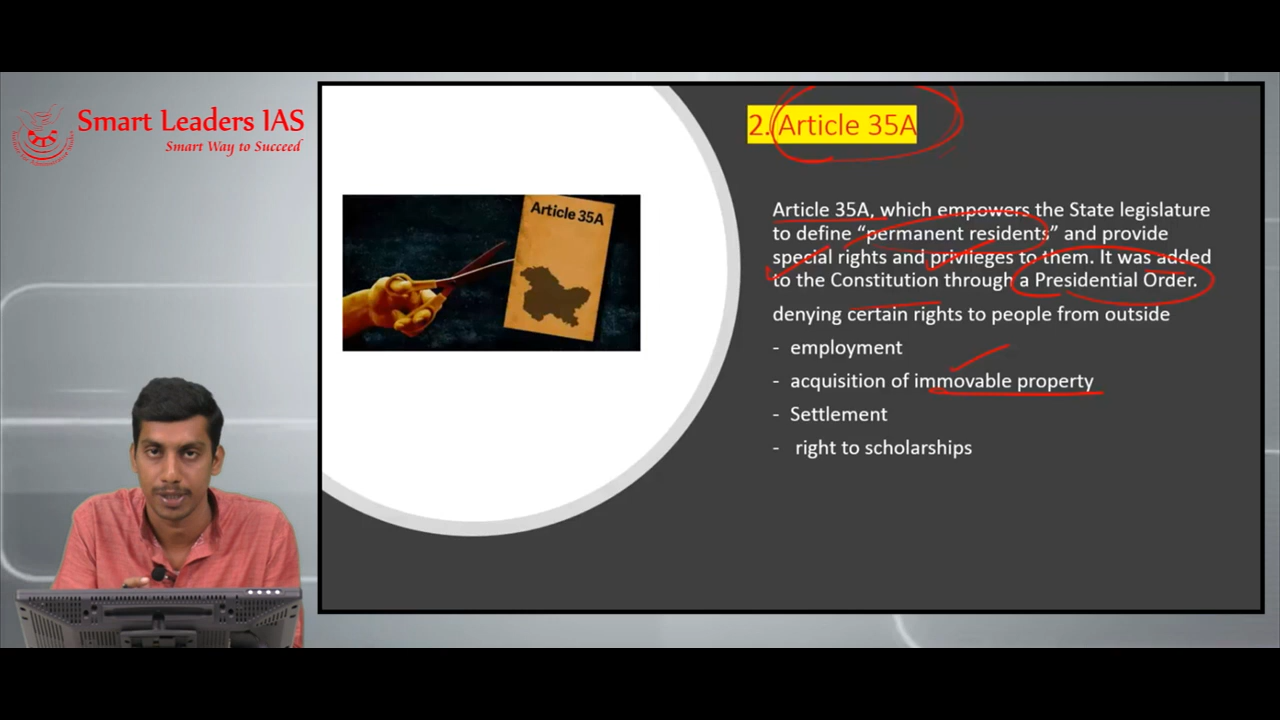 Smart Leaders IAS
Smart Way to Succeed
2. Article 35A
Article 35A
Article 35A, which empowers the State legislature
to define “permanent residents” and provide
special rights and privileges to them. It was added
to the Constitution through a Presidential Order.
denying certain rights to people from outside
- employment
- acquisition of immovable property
- Settlement
- right to scholarships